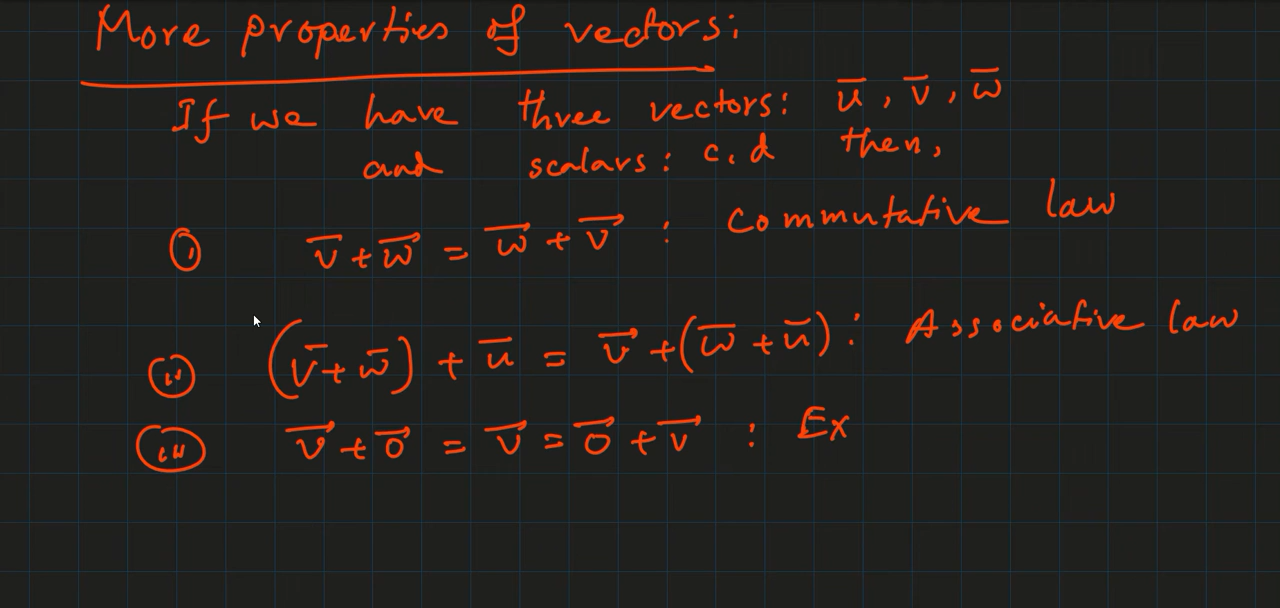 More properties of vectors:
If we have three vectors: u̅, v̅, w̅
and scalars: c, d then,
(i) v⃗ + w⃗ = w⃗ + v⃗ : Commutative law
(ii) (v̅ + w̅) + u̅ = v⃗ + (w̅ + u̅) : Associative law
(iii) v⃗ + 0⃗ = v⃗ = 0⃗ + v⃗ : Ex